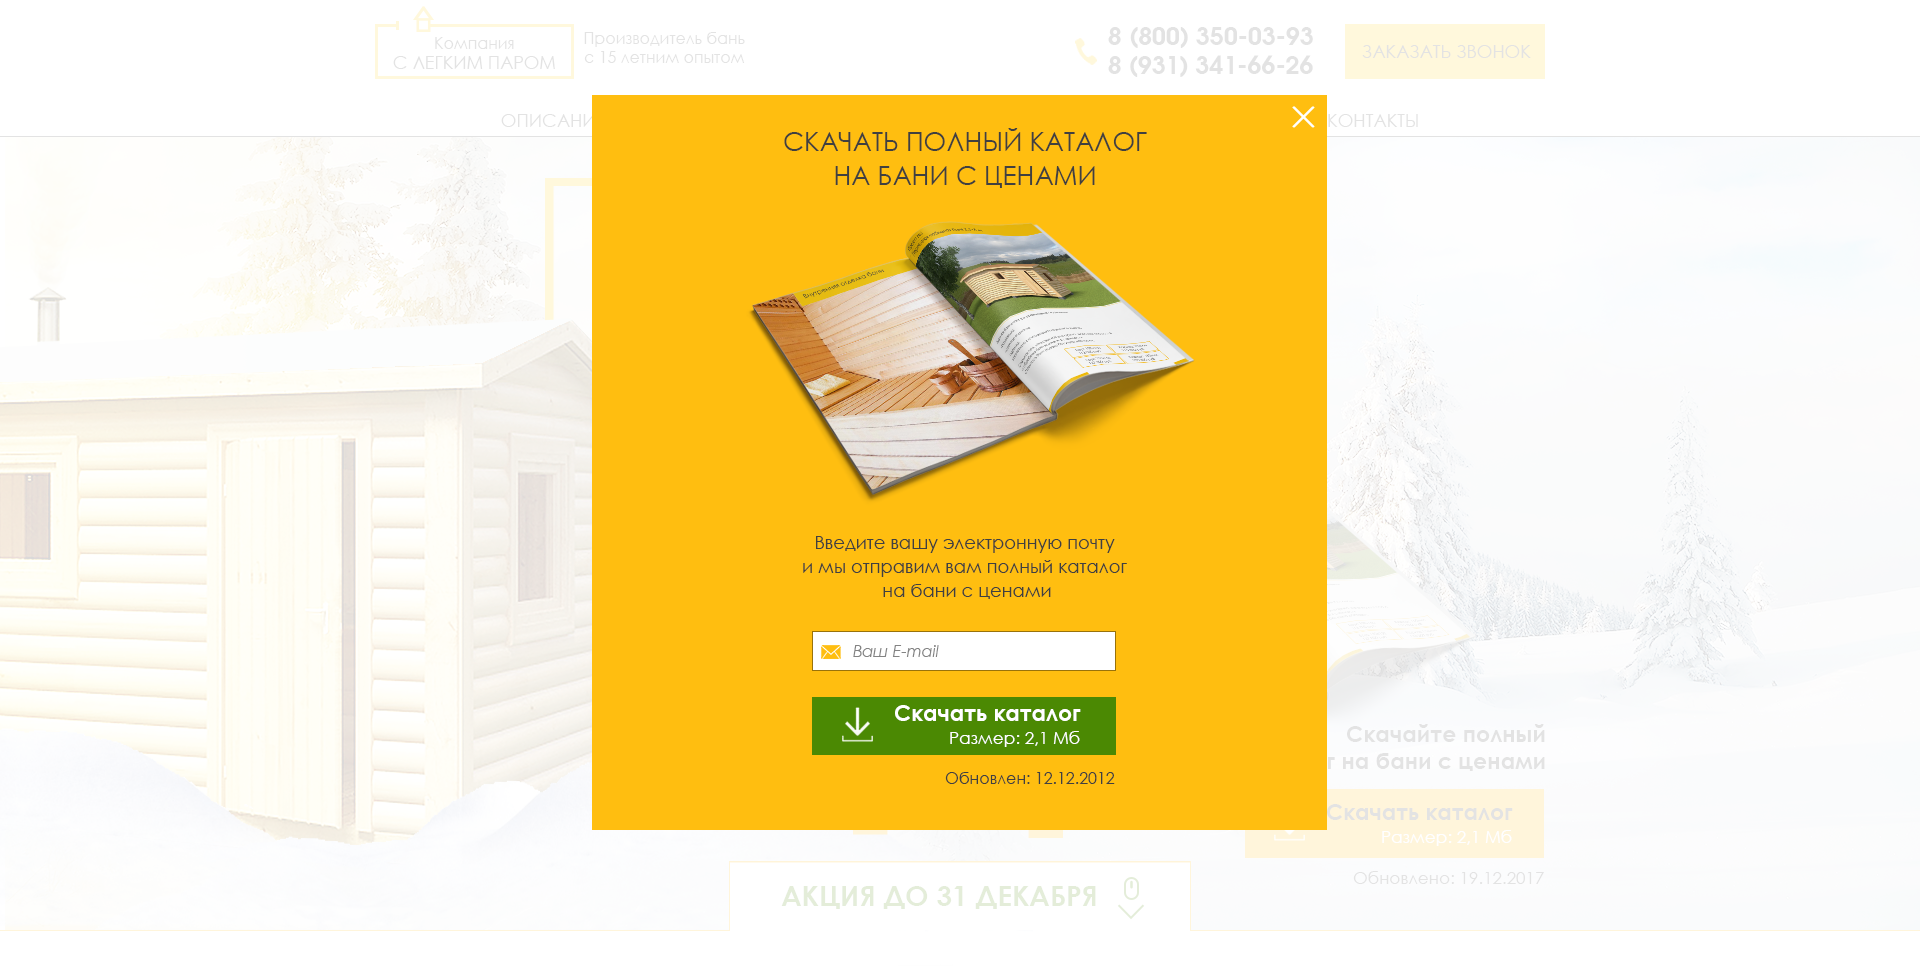 Компания
С ЛЕГКИМ ПАРОМ
Производитель бань
с 15 летним опытом
8 (800) 350-03-93
8 (931) 341-66-26
ЗАКАЗАТЬ ЗВОНОК
ОПИСАНИ
КОНТАКТЫ
СКАЧАТЬ ПОЛНЫЙ КАТАЛОГ
НА БАНИ С ЦЕНАМИ
Внутренняя отделка бани
Введите вашу электронную почту
и мы отправим вам полный каталог
на бани с ценами
Ваш E-mail
Скачать каталог
Размер: 2,1 Мб
Обновлен: 12.12.2012
Скачайте полный
г на бани с ценами
Скачать каталог
Размер: 2,1 Мб
Обновлено: 19.12.2017
АКЦИЯ ДО 31 ДЕКАБРЯ